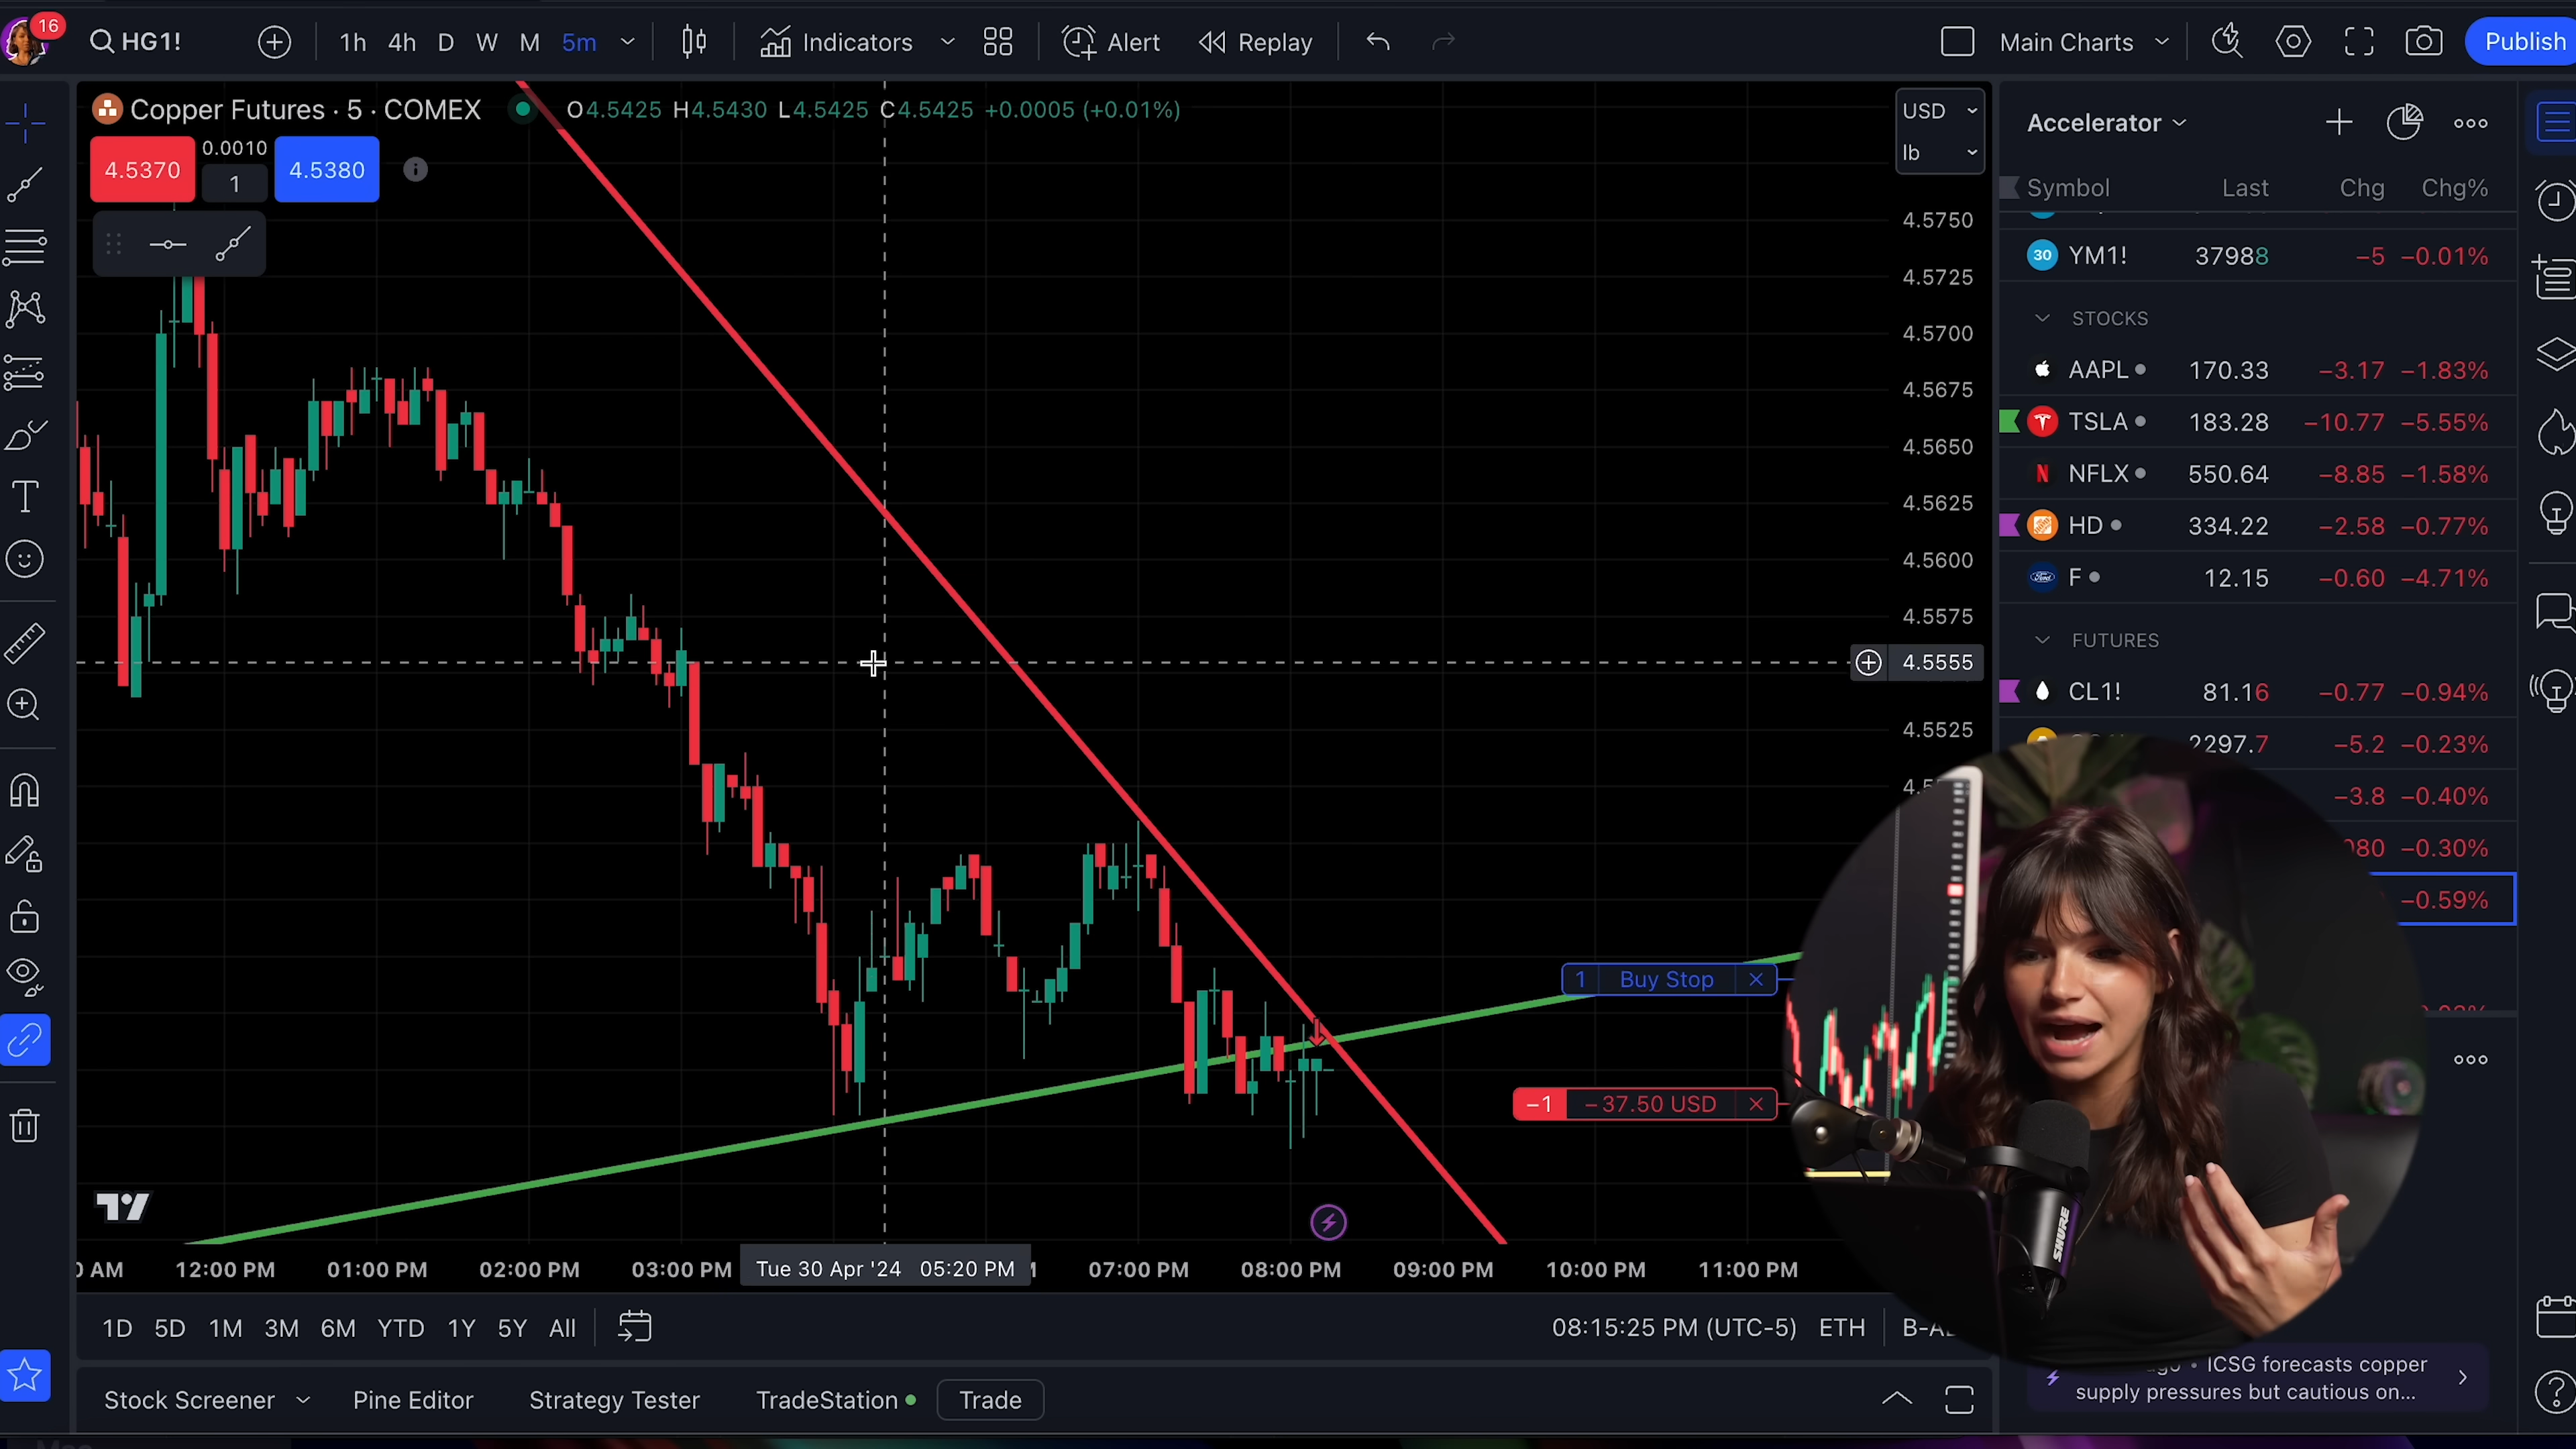 16
HG1! 1h 4h D W M 5m Indicators Alert Replay Main Charts Publish
Copper Futures · 5 · COMEX O4.5425 H4.5430 L4.5425 C4.5425 +0.0005 (+0.01%)
4.5370 0.0010 4.5380
1
USD
lb
4.5750
4.5725
4.5700
4.5675
4.5650
4.5625
4.5600
4.5575
4.5555
4.5525
1 Buy Stop
−1 −37.50 USD
12:00 PM 01:00 PM 02:00 PM 03:00 PM Tue 30 Apr '24 05:20 PM 07:00 PM 08:00 PM 09:00 PM 10:00 PM 11:00 PM
1D 5D 1M 3M 6M YTD 1Y 5Y All 08:15:25 PM (UTC-5) ETH
Stock Screener Pine Editor Strategy Tester TradeStation Trade
Accelerator
Symbol Last Chg Chg%
30 YM1! 37988 −5 −0.01%
STOCKS
AAPL 170.33 −3.17 −1.83%
TSLA 183.28 −10.77 −5.55%
NFLX 550.64 −8.85 −1.58%
HD 334.22 −2.58 −0.77%
F 12.15 −0.60 −4.71%
FUTURES
CL1! 81.16 −0.77 −0.94%
2297.7 −5.2 −0.23%
−3.8 −0.40%
−0.30%
−0.59%
SHURE
ICSG forecasts copper
supply pressures but cautious on...